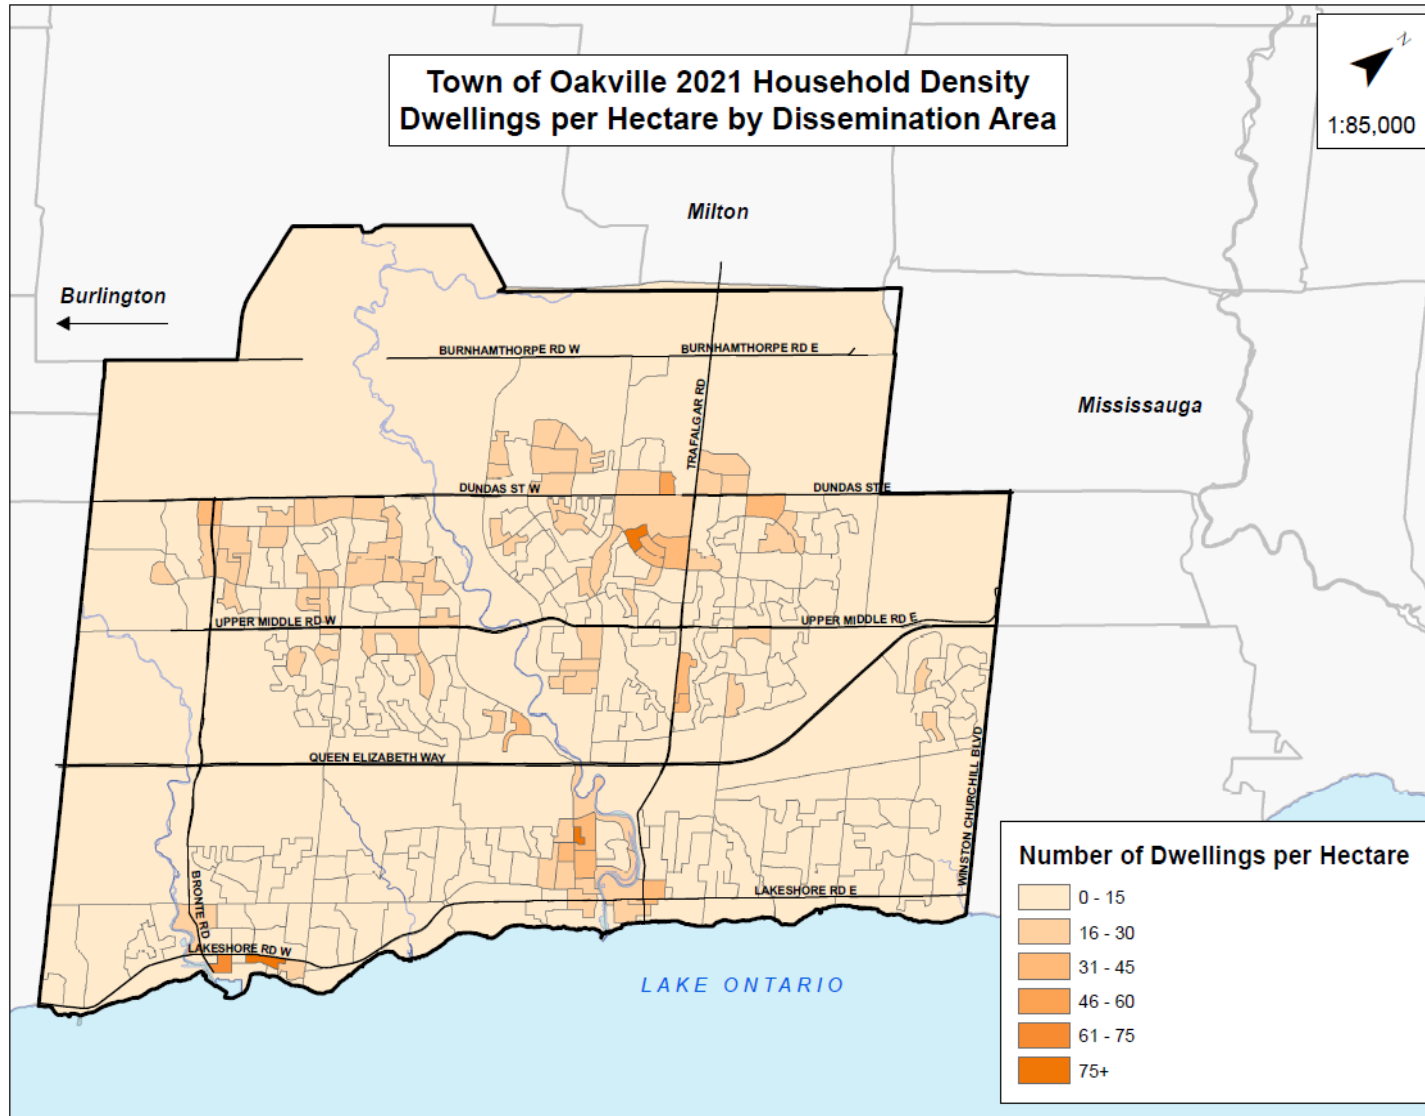 Town of Oakville 2021 Household Density
Dwellings per Hectare by Dissemination Area
N
1:85,000
Milton
Burlington
BURNHAMTHORPE RD W
BURNHAMTHORPE RD E
TRAFALGAR RD
Mississauga
DUNDAS ST W
DUNDAS ST E
UPPER MIDDLE RD W
UPPER MIDDLE RD E
QUEEN ELIZABETH WAY
WINSTON CHURCHILL BLVD
BRONTE RD
LAKESHORE RD E
LAKESHORE RD W
LAKE ONTARIO
Number of Dwellings per Hectare
0 - 15
16 - 30
31 - 45
46 - 60
61 - 75
75+